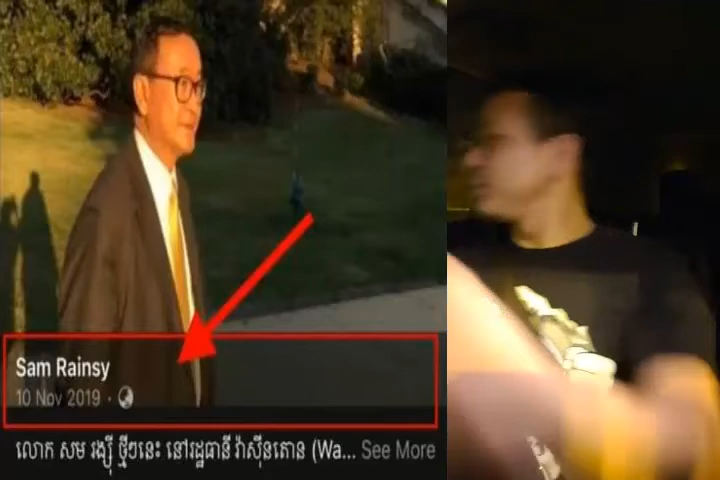 Sam Rainsy
10 Nov 2019 ·
លោក សម រង្ស៊ី ថ្មីៗនេះ នៅរដ្ឋធានី វ៉ាស៊ីនតោន (Wa... See More